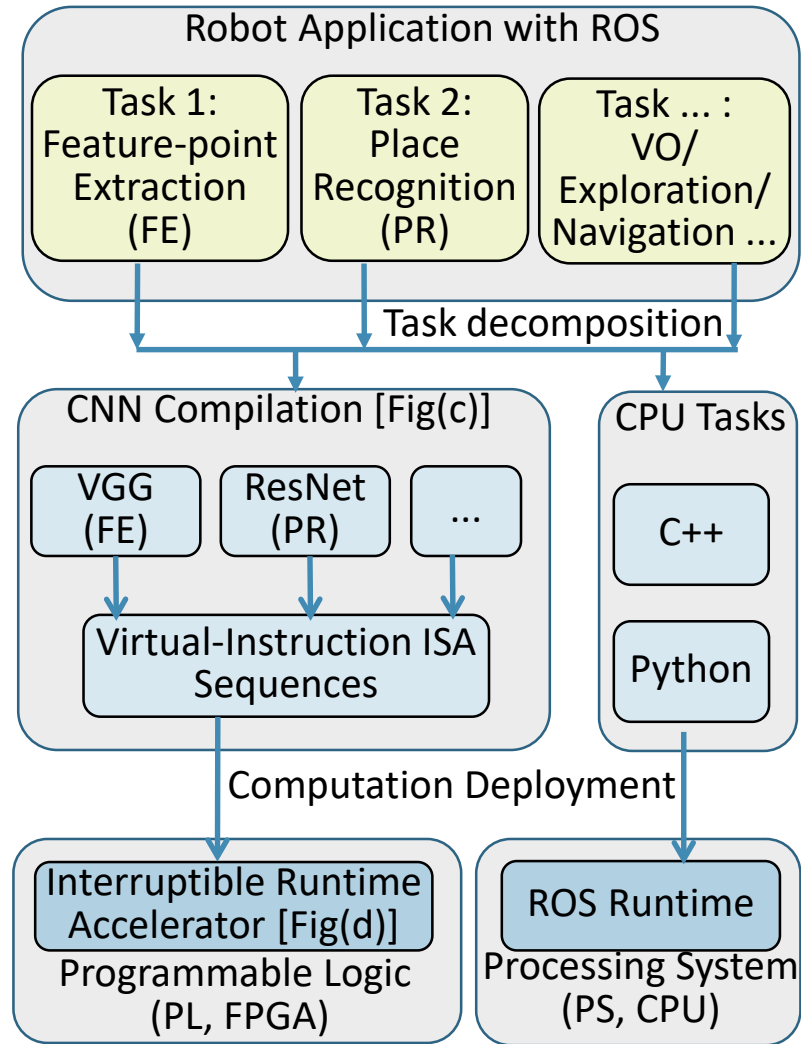 Robot Application with ROS
Task 1:
Feature-point
Extraction
(FE)
Task 2:
Place
Recognition
(PR)
Task ... :
VO/
Exploration/
Navigation ...
Task decomposition
CNN Compilation [Fig(c)]
VGG
(FE)
ResNet
(PR)
...
Virtual-Instruction ISA
Sequences
CPU Tasks
C++
Python
Computation Deployment
Interruptible Runtime
Accelerator [Fig(d)]
Programmable Logic
(PL, FPGA)
ROS Runtime
Processing System
(PS, CPU)